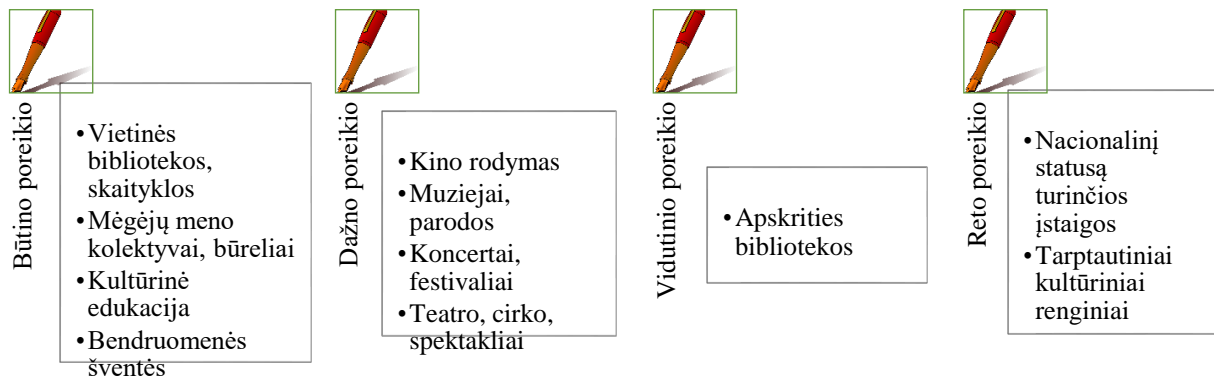 Būtino poreikio
•Vietinės
bibliotekos,
skaityklos
•Mėgėjų meno
kolektyvai, būreliai
•Kultūrinė
edukacija
•Bendruomenės
šventės
Dažno poreikio
•Kino rodymas
•Muziejai,
parodos
•Koncertai,
festivaliai
•Teatro, cirko,
spektakliai
Vidutinio poreikio
•Apskrities
bibliotekos
Reto poreikio
•Nacionalinį
statusą
turinčios
įstaigos
•Tarptautiniai
kultūriniai
renginiai